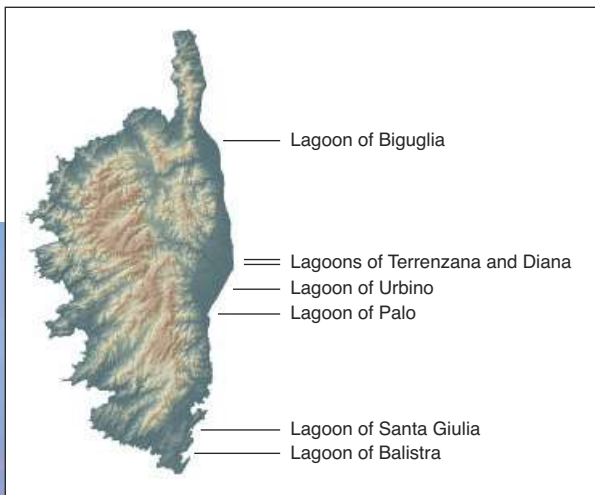 Lagoon of Biguglia
Lagoons of Terrenzana and Diana
Lagoon of Urbino
Lagoon of Palo
Lagoon of Santa Giulia
Lagoon of Balistra